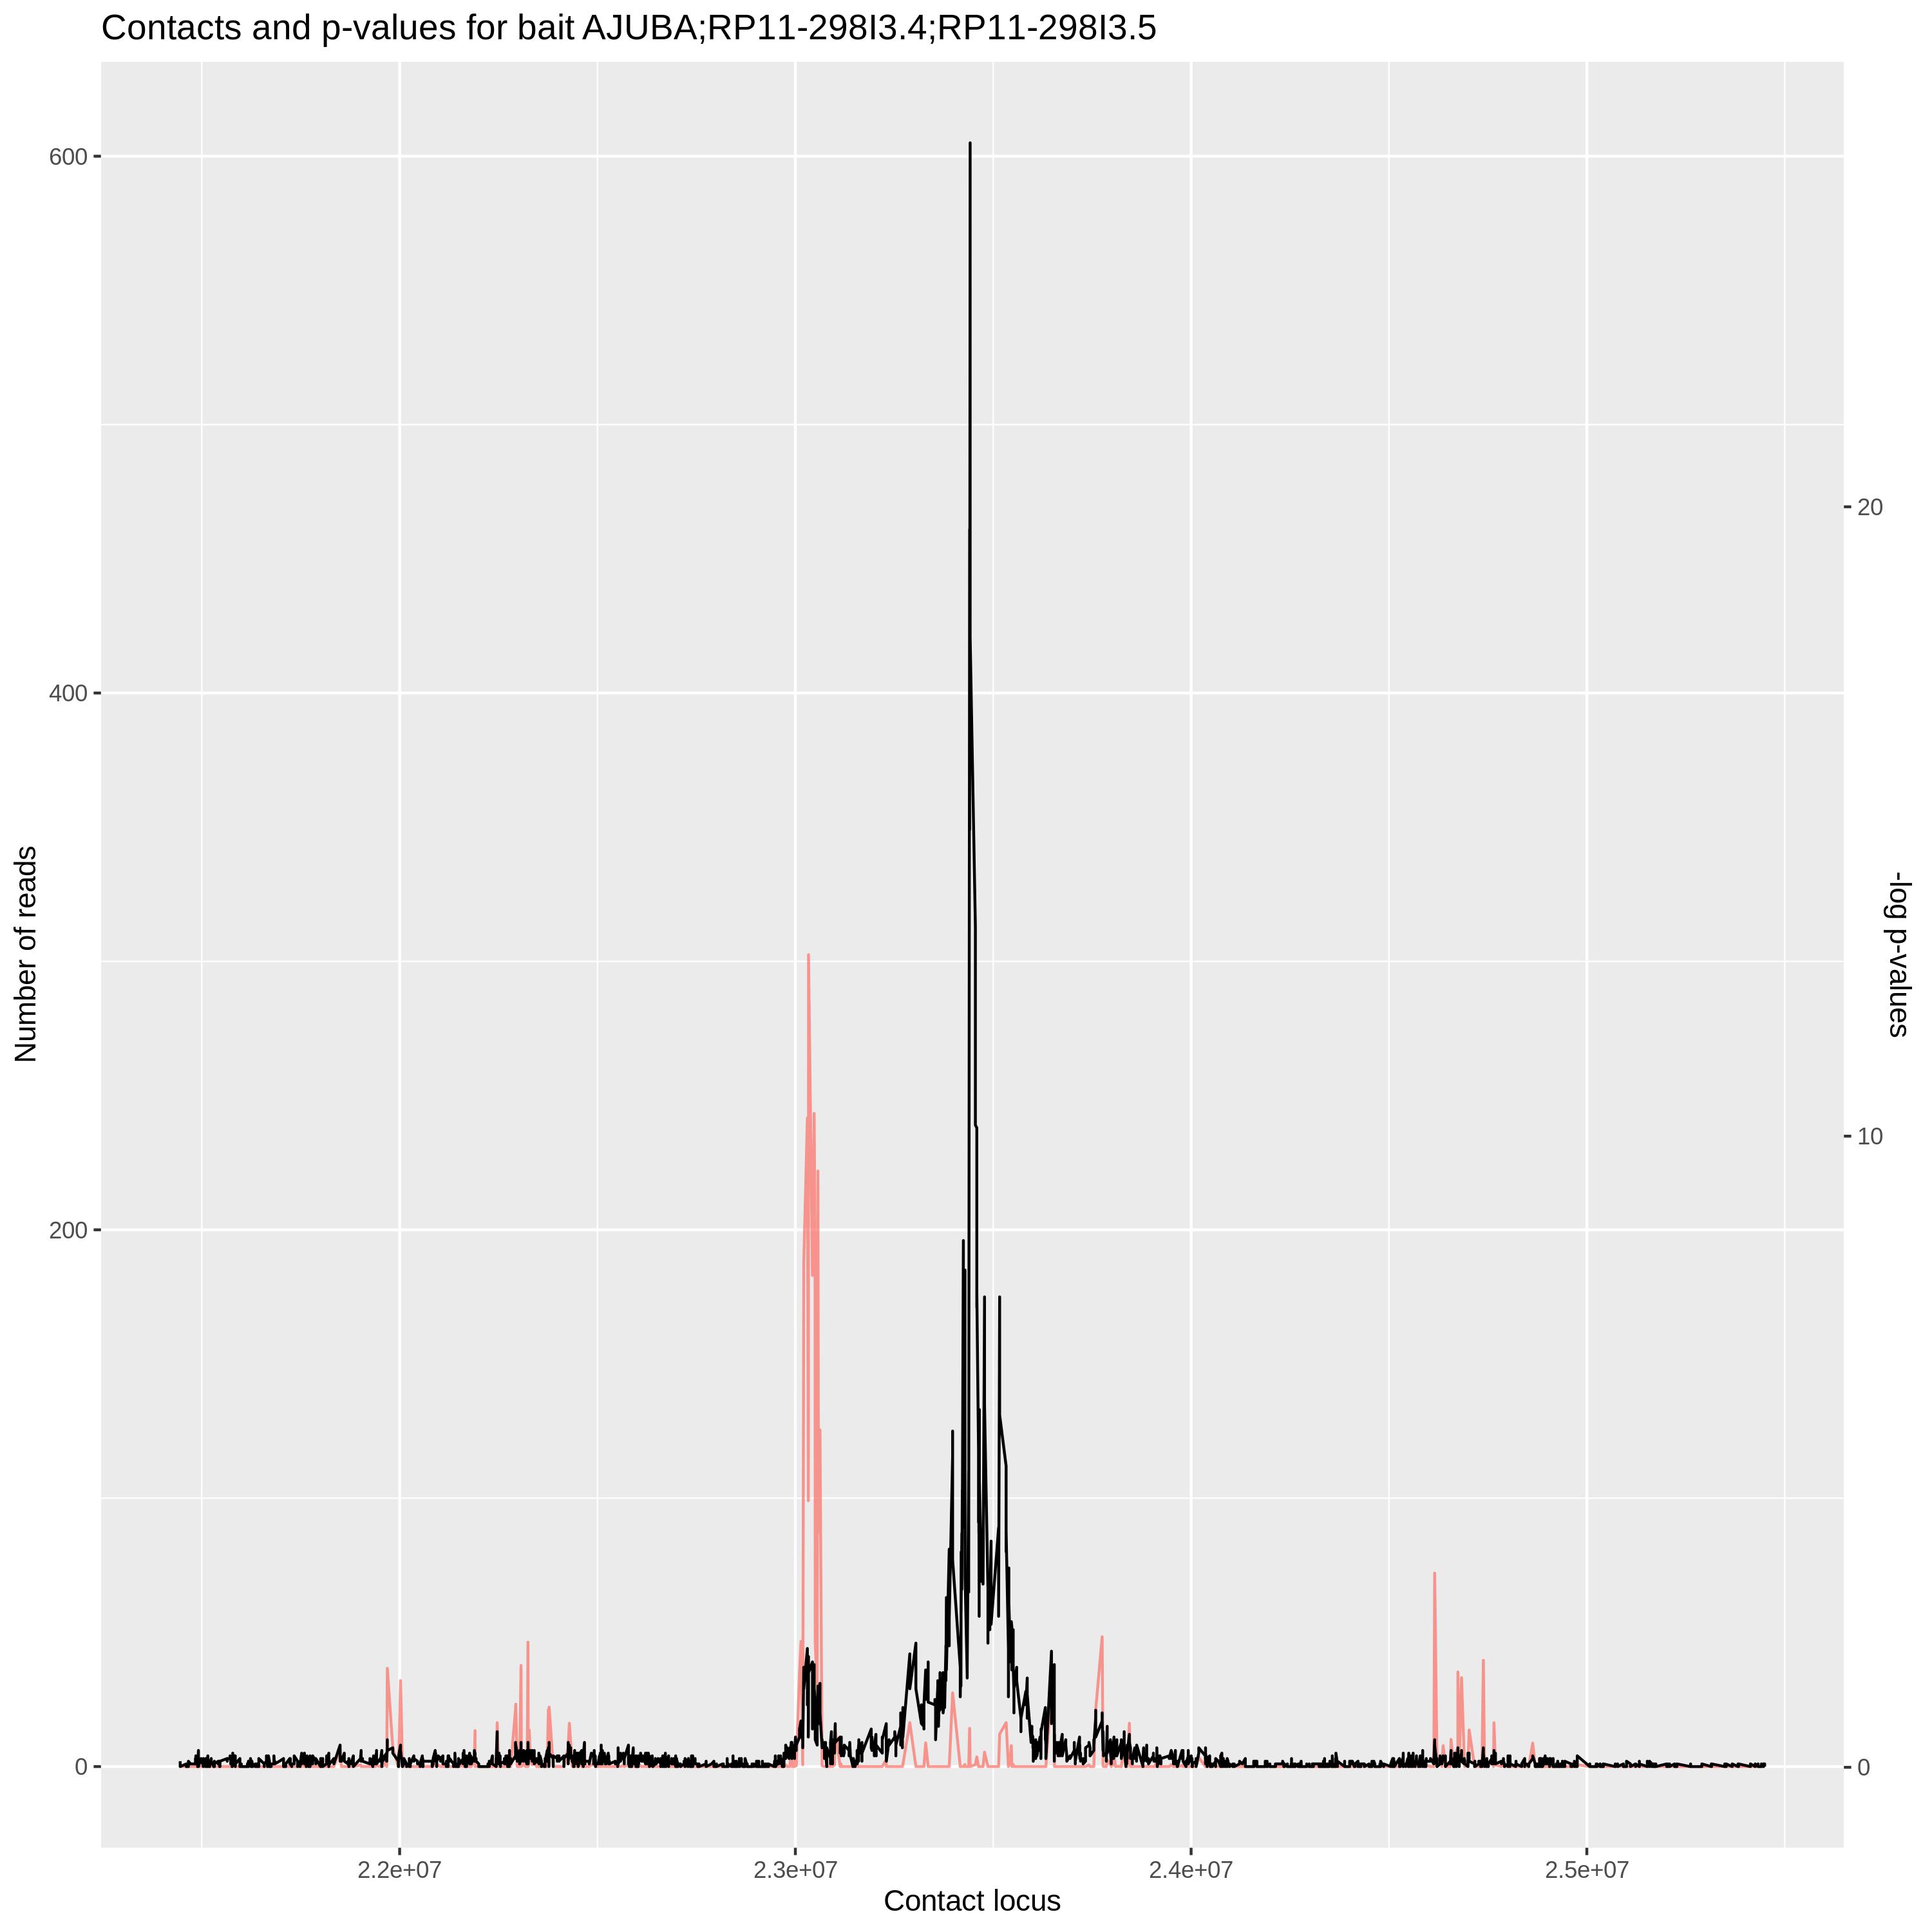 Contacts and p-values for bait AJUBA;RP11-298I3.4;RP11-298I3.5
600
400
200
0
Number of reads
20
10
0
-log p-values
2.2e+07
2.3e+07
2.4e+07
2.5e+07
Contact locus